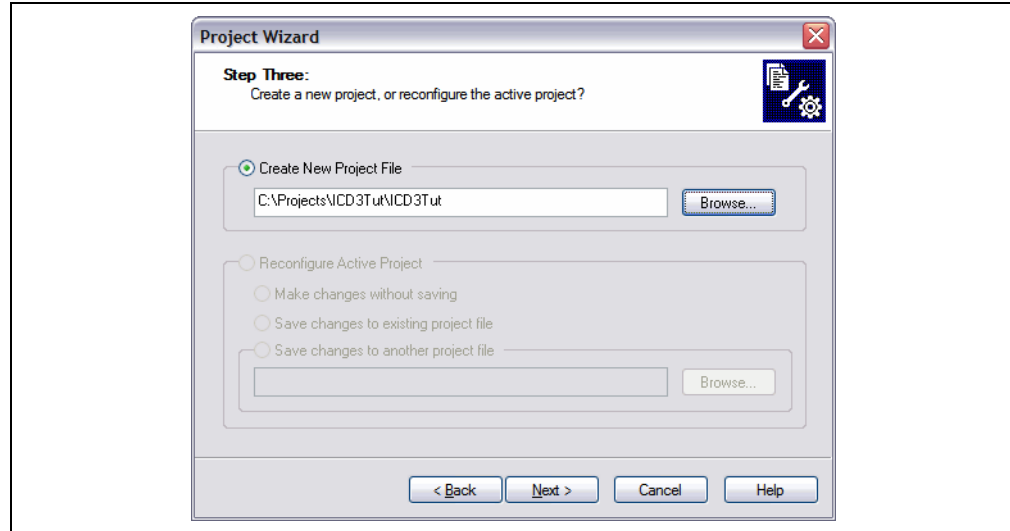 Project Wizard
Step Three:
Create a new project, or reconfigure the active project?
Create New Project File
C:\Projects\ICD3Tut\ICD3Tut
Browse...
Reconfigure Active Project
Make changes without saving
Save changes to existing project file
Save changes to another project file
Browse...
< Back Next > Cancel Help